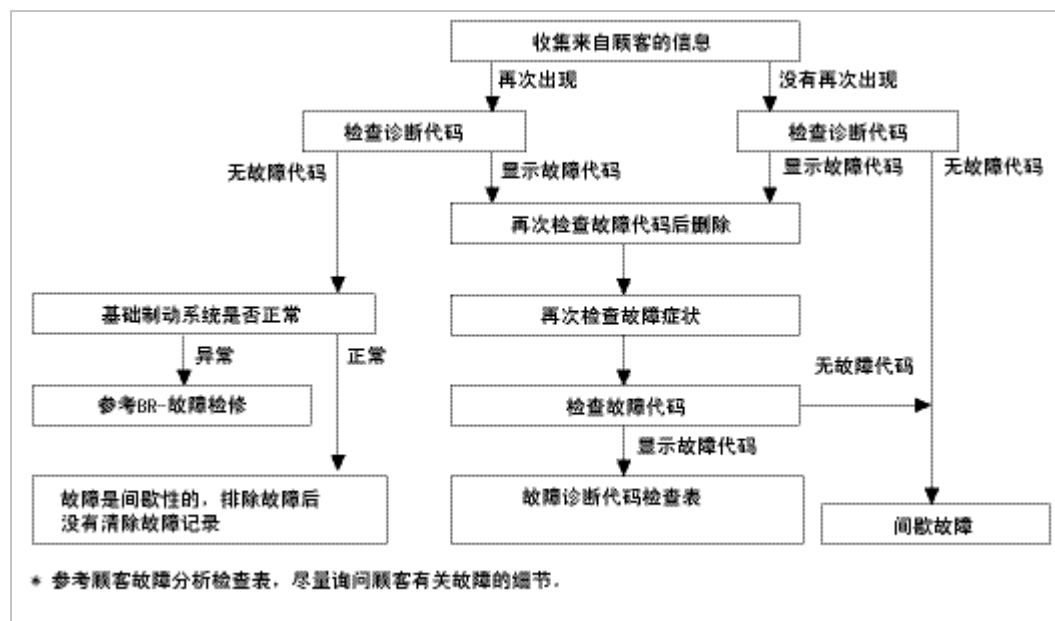 收集来自顾客的信息
再次出现
没有再次出现
检查诊断代码
检查诊断代码
无故障代码
显示故障代码
显示故障代码
无故障代码
再次检查故障代码后删除
基础制动系统是否正常
再次检查故障症状
异常
正常
无故障代码
参考BR-故障检修
检查故障代码
显示故障代码
故障是间歇性的，排除故障后
没有清除故障记录
故障诊断代码检查表
间歇故障
* 参考顾客故障分析检查表，尽量询问顾客有关故障的细节.